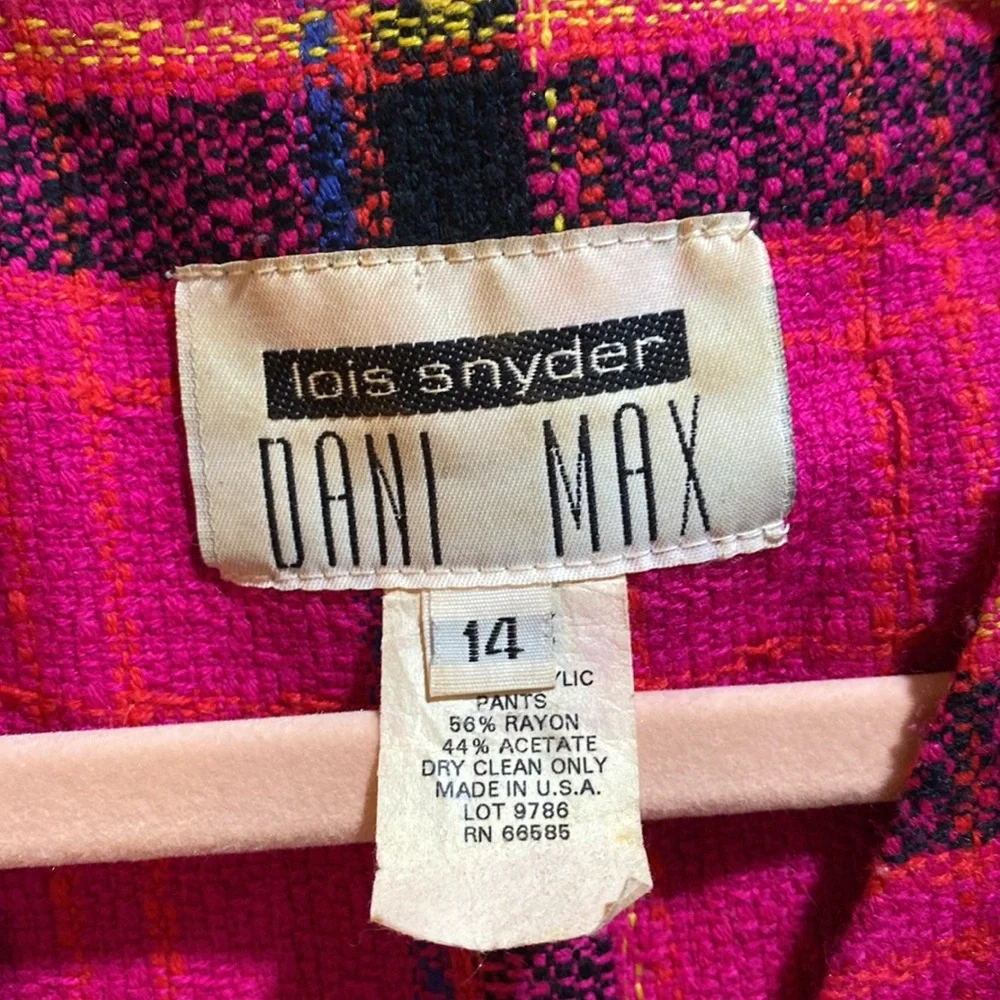 lois snyder
DANI MAX
14
PANTS
56% RAYON
44% ACETATE
DRY CLEAN ONLY
MADE IN U.S.A.
LOT 9786
RN 66585